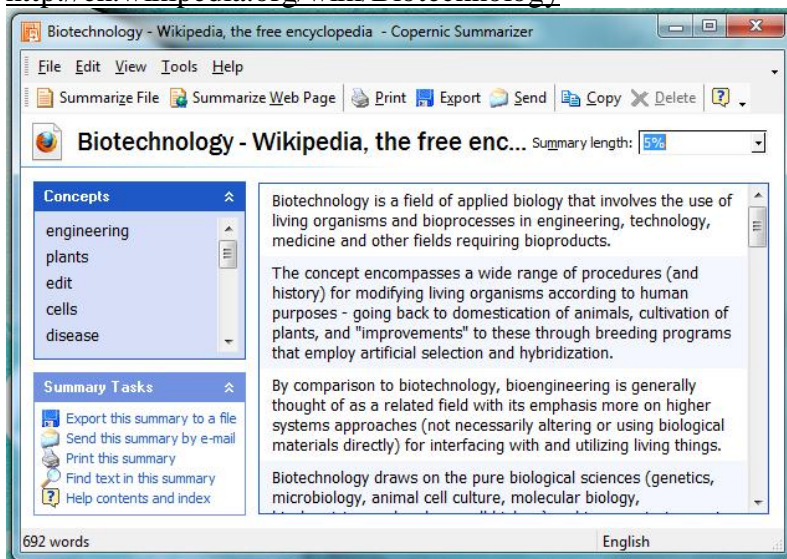 Biotechnology - Wikipedia, the free encyclopedia - Copernic Summarizer
File Edit View Tools Help
Summarize File Summarize Web Page Print Export Send Copy Delete
Biotechnology - Wikipedia, the free enc... Summary length: 5%
Concepts
engineering
plants
edit
cells
disease
Summary Tasks
Export this summary to a file
Send this summary by e-mail
Print this summary
Find text in this summary
Help contents and index
Biotechnology is a field of applied biology that involves the use of
living organisms and bioprocesses in engineering, technology,
medicine and other fields requiring bioproducts.
The concept encompasses a wide range of procedures (and
history) for modifying living organisms according to human
purposes - going back to domestication of animals, cultivation of
plants, and "improvements" to these through breeding programs
that employ artificial selection and hybridization.
By comparison to biotechnology, bioengineering is generally
thought of as a related field with its emphasis more on higher
systems approaches (not necessarily altering or using biological
materials directly) for interfacing with and utilizing living things.
Biotechnology draws on the pure biological sciences (genetics,
microbiology, animal cell culture, molecular biology,
692 words English